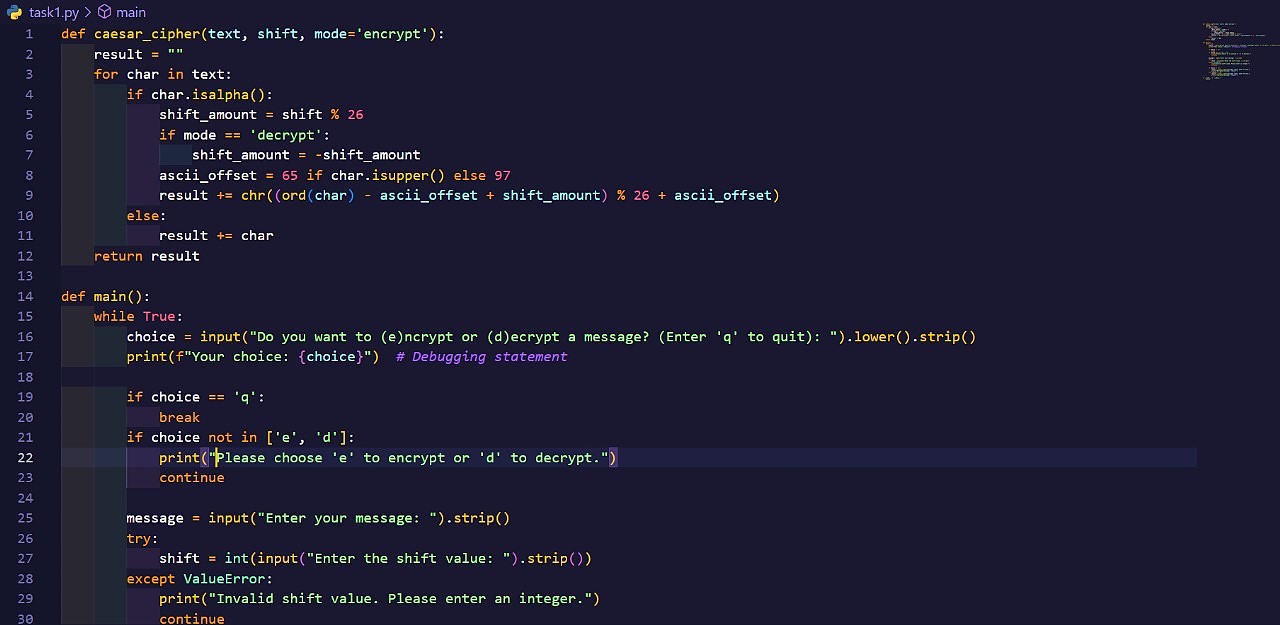 task1.py > main
1 def caesar_cipher(text, shift, mode='encrypt'):
2     result = ""
3     for char in text:
4         if char.isalpha():
5             shift_amount = shift % 26
6             if mode == 'decrypt':
7                 shift_amount = -shift_amount
8             ascii_offset = 65 if char.isupper() else 97
9             result += chr((ord(char) - ascii_offset + shift_amount) % 26 + ascii_offset)
10         else:
11             result += char
12     return result
13
14 def main():
15     while True:
16         choice = input("Do you want to (e)ncrypt or (d)ecrypt a message? (Enter 'q' to quit): ").lower().strip()
17         print(f"Your choice: {choice}")  # Debugging statement
18
19         if choice == 'q':
20             break
21         if choice not in ['e', 'd']:
22             print("Please choose 'e' to encrypt or 'd' to decrypt.")
23             continue
24
25         message = input("Enter your message: ").strip()
26         try:
27             shift = int(input("Enter the shift value: ").strip())
28         except ValueError:
29             print("Invalid shift value. Please enter an integer.")
30             continue